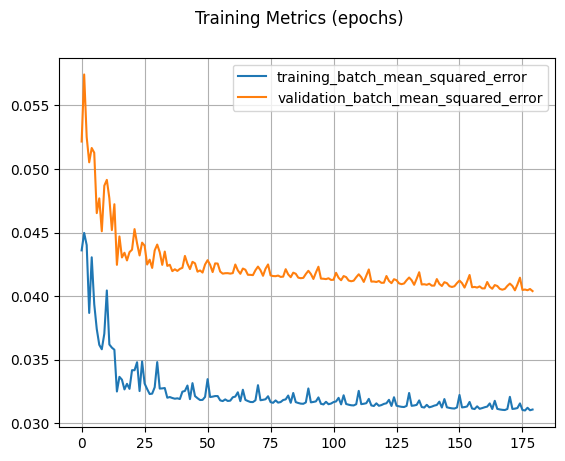 Training Metrics (epochs)
training_batch_mean_squared_error
validation_batch_mean_squared_error
0.055
0.050
0.045
0.040
0.035
0.030
0 25 50 75 100 125 150 175